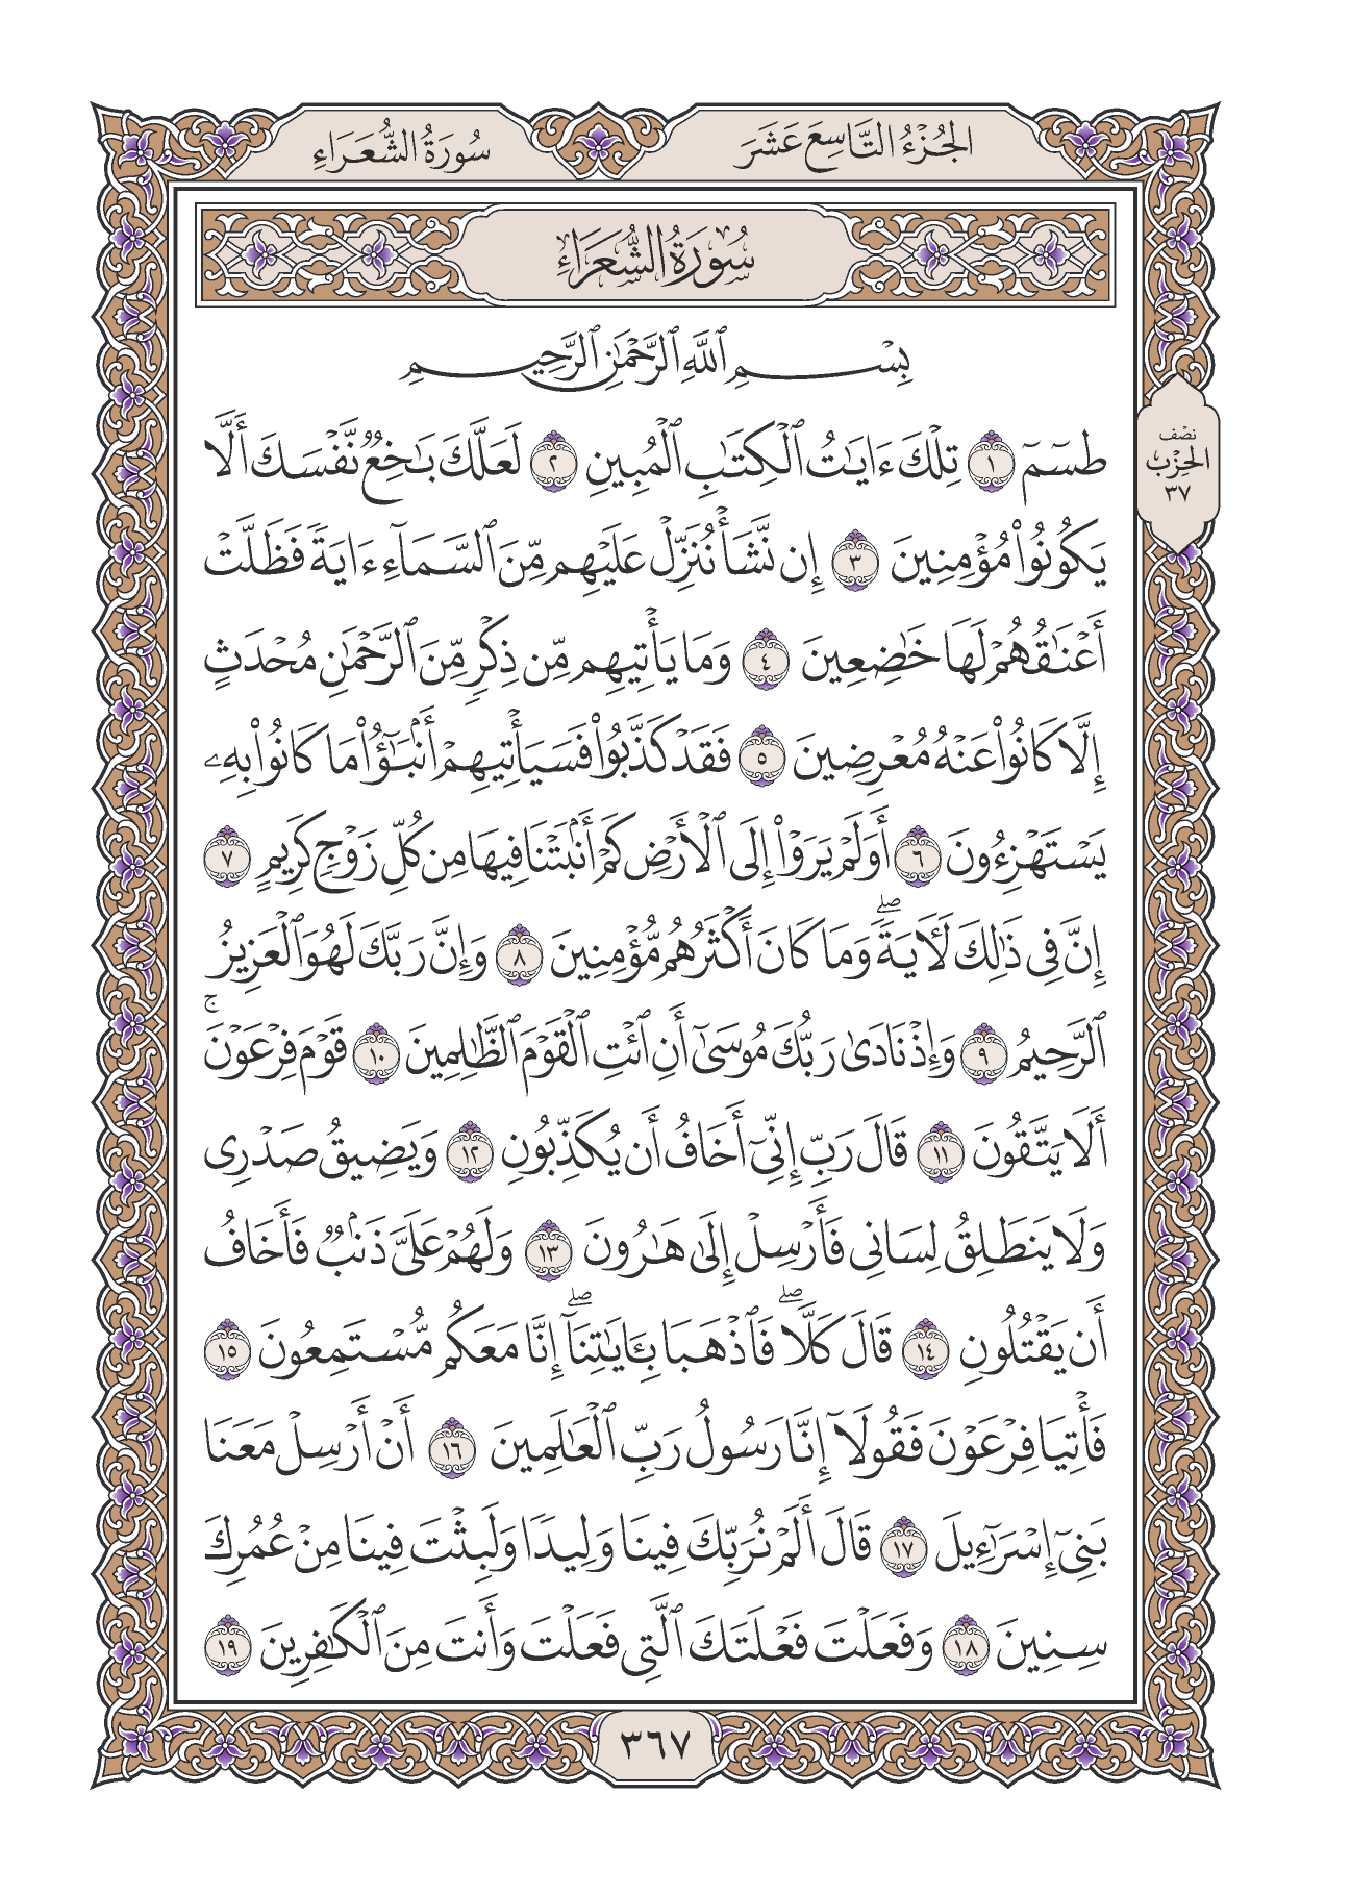 الجُزْءُ التَّاسِعَ عَشَرَ
سُورَةُ الشُّعَرَاءِ
سُورَةُ الشُّعَرَاءِ
بِسْمِ ٱللَّهِ ٱلرَّحْمَٰنِ ٱلرَّحِيمِ
طسٓمٓ ١ تِلْكَ ءَايَٰتُ ٱلْكِتَٰبِ ٱلْمُبِينِ ٢ لَعَلَّكَ بَٰخِعٌۭ نَّفْسَكَ أَلَّا
نصف
الحِزْب
٣٧
يَكُونُوا۟ مُؤْمِنِينَ ٣ إِن نَّشَأْ نُنَزِّلْ عَلَيْهِم مِّنَ ٱلسَّمَآءِ ءَايَةًۭ فَظَلَّتْ
أَعْنَٰقُهُمْ لَهَا خَٰضِعِينَ ٤ وَمَا يَأْتِيهِم مِّن ذِكْرٍۢ مِّنَ ٱلرَّحْمَٰنِ مُحْدَثٍ
إِلَّا كَانُوا۟ عَنْهُ مُعْرِضِينَ ٥ فَقَدْ كَذَّبُوا۟ فَسَيَأْتِيهِمْ أَنۢبَٰٓؤُا۟ مَا كَانُوا۟ بِهِۦ
يَسْتَهْزِءُونَ ٦ أَوَلَمْ يَرَوْا۟ إِلَى ٱلْأَرْضِ كَمْ أَنۢبَتْنَا فِيهَا مِن كُلِّ زَوْجٍۢ كَرِيمٍ ٧
إِنَّ فِى ذَٰلِكَ لَءَايَةًۭ ۖ وَمَا كَانَ أَكْثَرُهُم مُّؤْمِنِينَ ٨ وَإِنَّ رَبَّكَ لَهُوَ ٱلْعَزِيزُ
ٱلرَّحِيمُ ٩ وَإِذْ نَادَىٰ رَبُّكَ مُوسَىٰٓ أَنِ ٱئْتِ ٱلْقَوْمَ ٱلظَّٰلِمِينَ ١٠ قَوْمَ فِرْعَوْنَ ۚ
أَلَا يَتَّقُونَ ١١ قَالَ رَبِّ إِنِّىٓ أَخَافُ أَن يُكَذِّبُونِ ١٢ وَيَضِيقُ صَدْرِى
وَلَا يَنطَلِقُ لِسَانِى فَأَرْسِلْ إِلَىٰ هَٰرُونَ ١٣ وَلَهُمْ عَلَىَّ ذَنۢبٌۭ فَأَخَافُ
أَن يَقْتُلُونِ ١٤ قَالَ كَلَّا ۖ فَٱذْهَبَا بِـَٔايَٰتِنَآ ۖ إِنَّا مَعَكُم مُّسْتَمِعُونَ ١٥
فَأْتِيَا فِرْعَوْنَ فَقُولَآ إِنَّا رَسُولُ رَبِّ ٱلْعَٰلَمِينَ ١٦ أَنْ أَرْسِلْ مَعَنَا
بَنِىٓ إِسْرَٰٓءِيلَ ١٧ قَالَ أَلَمْ نُرَبِّكَ فِينَا وَلِيدًۭا وَلَبِثْتَ فِينَا مِنْ عُمُرِكَ
سِنِينَ ١٨ وَفَعَلْتَ فَعْلَتَكَ ٱلَّتِى فَعَلْتَ وَأَنتَ مِنَ ٱلْكَٰفِرِينَ ١٩
٣٦٧